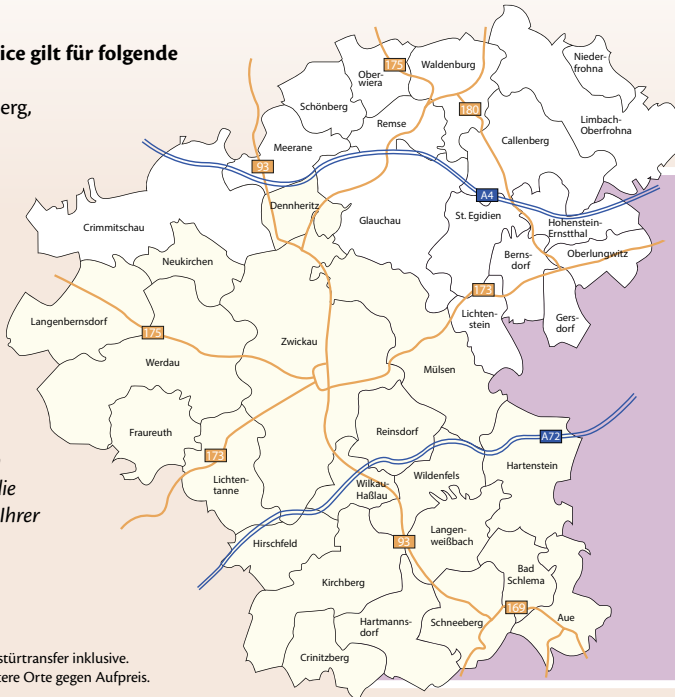 ice gilt für folgende
erg,
die
Ihrer
stürtransfer inklusive.
tere Orte gegen Aufpreis.
175
Waldenburg
Ober-
wiera
Nieder-
frohna
Schönberg
180
Remse
Limbach-
Oberfrohna
Callenberg
Meerane
93
A4
Dennheritz
St. Egidien
Glauchau
Crimmitschau
Hohenstein-
Ernstthal
Oberlungwitz
Berns-
dorf
Neukirchen
173
Lichten-
stein
Gers-
dorf
Langenbernsdorf
175
Zwickau
Werdau
Mülsen
Fraureuth
Reinsdorf
A72
173
Hartenstein
Wildenfels
Lichten-
tanne
Wilkau-
Haßlau
Langen-
weißbach
Hirschfeld
93
Bad
Schlema
Kirchberg
169
Aue
Hartmanns-
dorf
Schneeberg
Crinitzberg